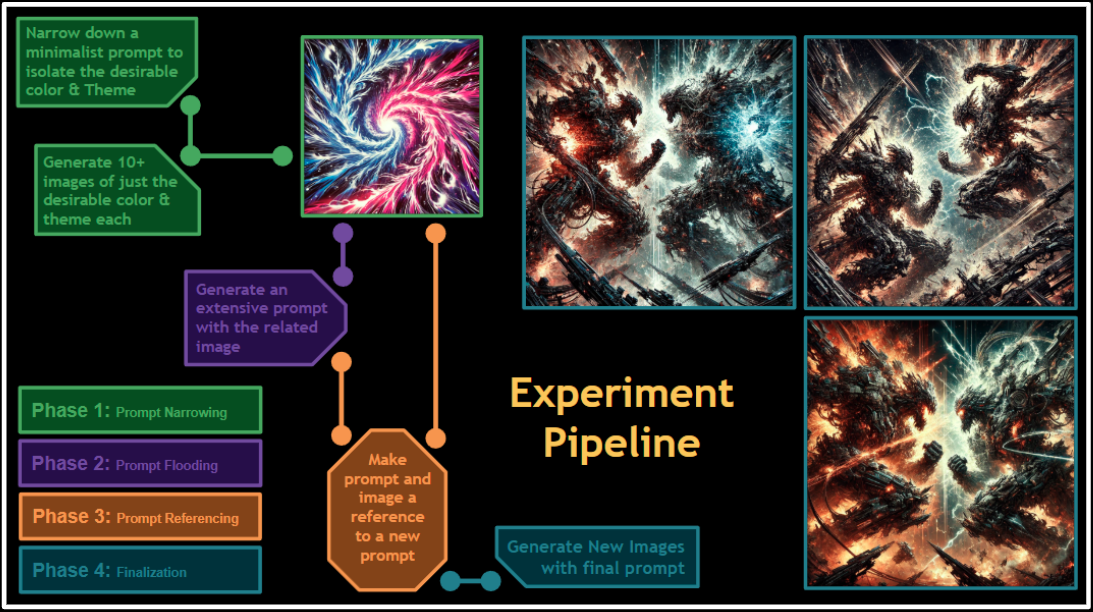 Narrow down a
minimalist prompt to
isolate the desirable
color & Theme
Generate 10+
images of just the
desirable color &
theme each
Generate an
extensive prompt
with the related
image
Phase 1: Prompt Narrowing
Phase 2: Prompt Flooding
Phase 3: Prompt Referencing
Phase 4: Finalization
Make
prompt and
image a
reference
to a new
prompt
Experiment
Pipeline
Generate New Images
with final prompt